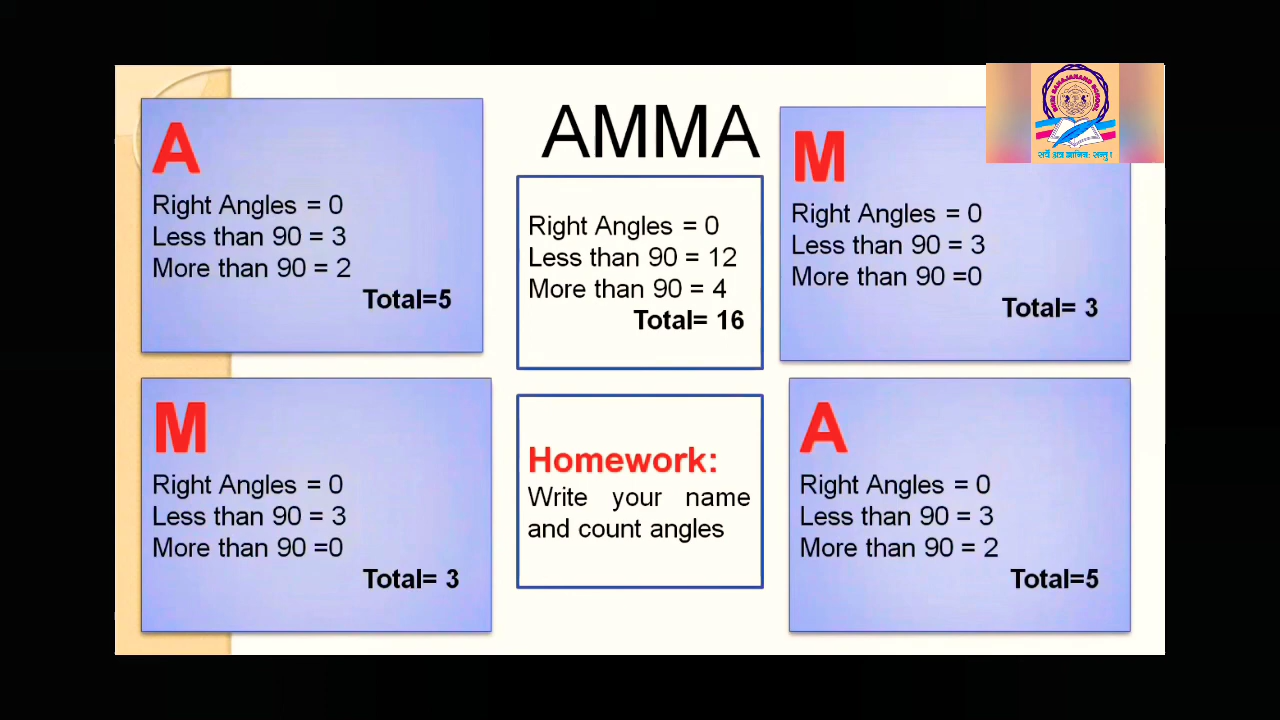 AMMA
A
Right Angles = 0
Less than 90 = 3
More than 90 = 2
Total=5
Right Angles = 0
Less than 90 = 12
More than 90 = 4
Total= 16
M
Right Angles = 0
Less than 90 = 3
More than 90 =0
Total= 3
M
Right Angles = 0
Less than 90 = 3
More than 90 =0
Total= 3
Homework:
Write your name
and count angles
A
Right Angles = 0
Less than 90 = 3
More than 90 = 2
Total=5